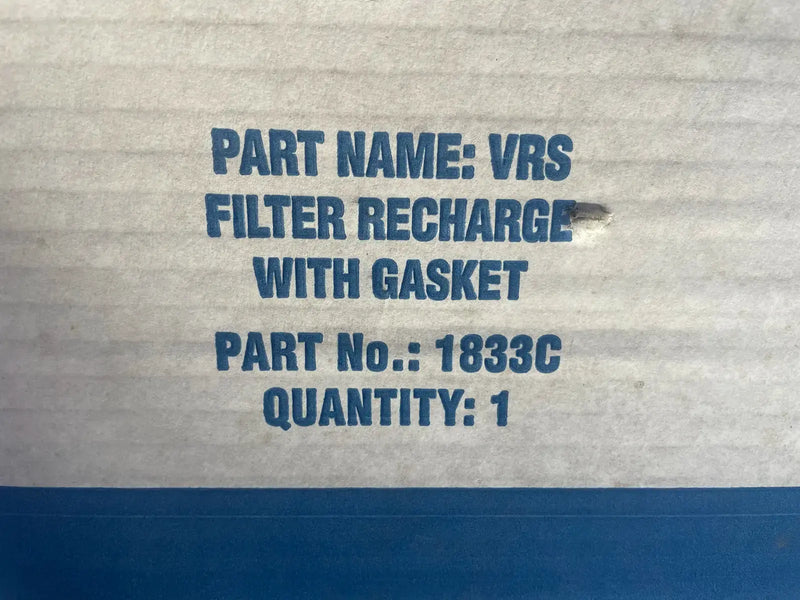 PART NAME: VRS
FILTER RECHARGE
WITH GASKET
PART No.: 1833C
QUANTITY: 1